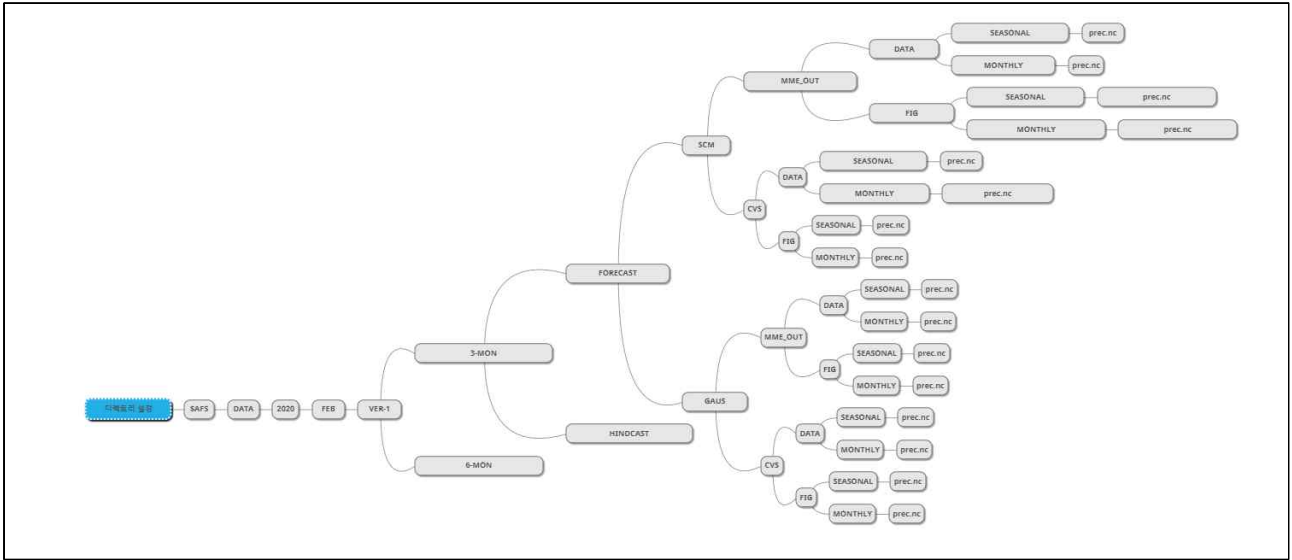 디렉토리 설정
SAFS
DATA
2020
FEB
VER-1
3-MON
FORECAST
SCM
MME_OUT
DATA
SEASONAL
prec.nc
MONTHLY
prec.nc
FIG
SEASONAL
prec.nc
MONTHLY
prec.nc
CVS
DATA
SEASONAL
prec.nc
MONTHLY
prec.nc
FIG
SEASONAL
prec.nc
MONTHLY
prec.nc
GAUS
MME_OUT
DATA
SEASONAL
prec.nc
MONTHLY
prec.nc
FIG
SEASONAL
prec.nc
MONTHLY
prec.nc
CVS
DATA
SEASONAL
prec.nc
MONTHLY
prec.nc
FIG
SEASONAL
prec.nc
MONTHLY
prec.nc
HINDCAST
6-MON